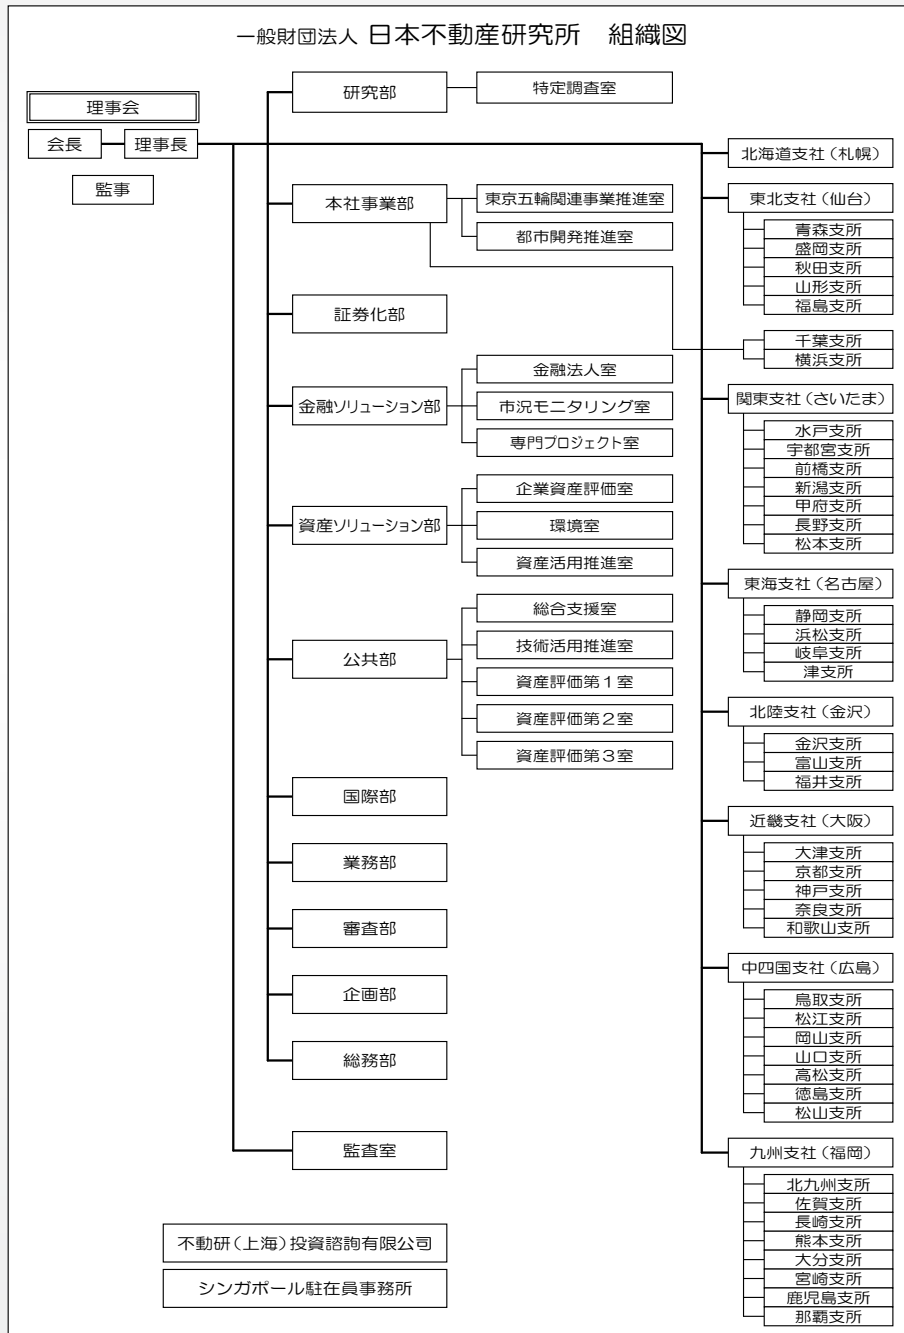 一般財団法人 日本不動産研究所 組織図
理事会
会長
理事長
監事
研究部
特定調査室
本社事業部
東京五輪関連事業推進室
都市開発推進室
証券化部
金融ソリューション部
金融法人室
市況モニタリング室
専門プロジェクト室
資産ソリューション部
企業資産評価室
環境室
資産活用推進室
公共部
総合支援室
技術活用推進室
資産評価第1室
資産評価第2室
資産評価第3室
国際部
業務部
審査部
企画部
総務部
監査室
不動研(上海)投資諮詢有限公司
シンガポール駐在員事務所
北海道支社(札幌)
東北支社(仙台)
青森支所
盛岡支所
秋田支所
山形支所
福島支所
千葉支所
横浜支所
関東支社(さいたま)
水戸支所
宇都宮支所
前橋支所
新潟支所
甲府支所
長野支所
松本支所
東海支社(名古屋)
静岡支所
浜松支所
岐阜支所
津支所
北陸支社(金沢)
金沢支所
富山支所
福井支所
近畿支社(大阪)
大津支所
京都支所
神戸支所
奈良支所
和歌山支所
中四国支社(広島)
鳥取支所
松江支所
岡山支所
山口支所
高松支所
徳島支所
松山支所
九州支社(福岡)
北九州支所
佐賀支所
長崎支所
熊本支所
大分支所
宮崎支所
鹿児島支所
那覇支所